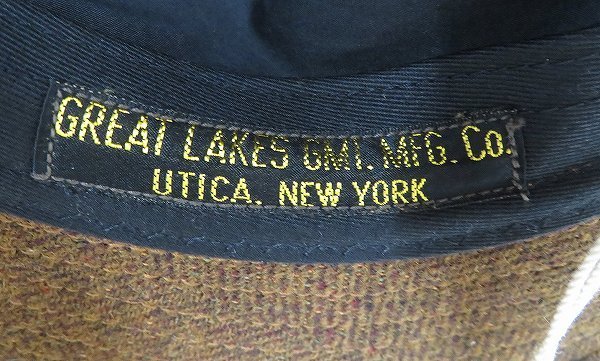 GREAT LAKES GMT. MFG. Co.
UTICA, NEW YORK